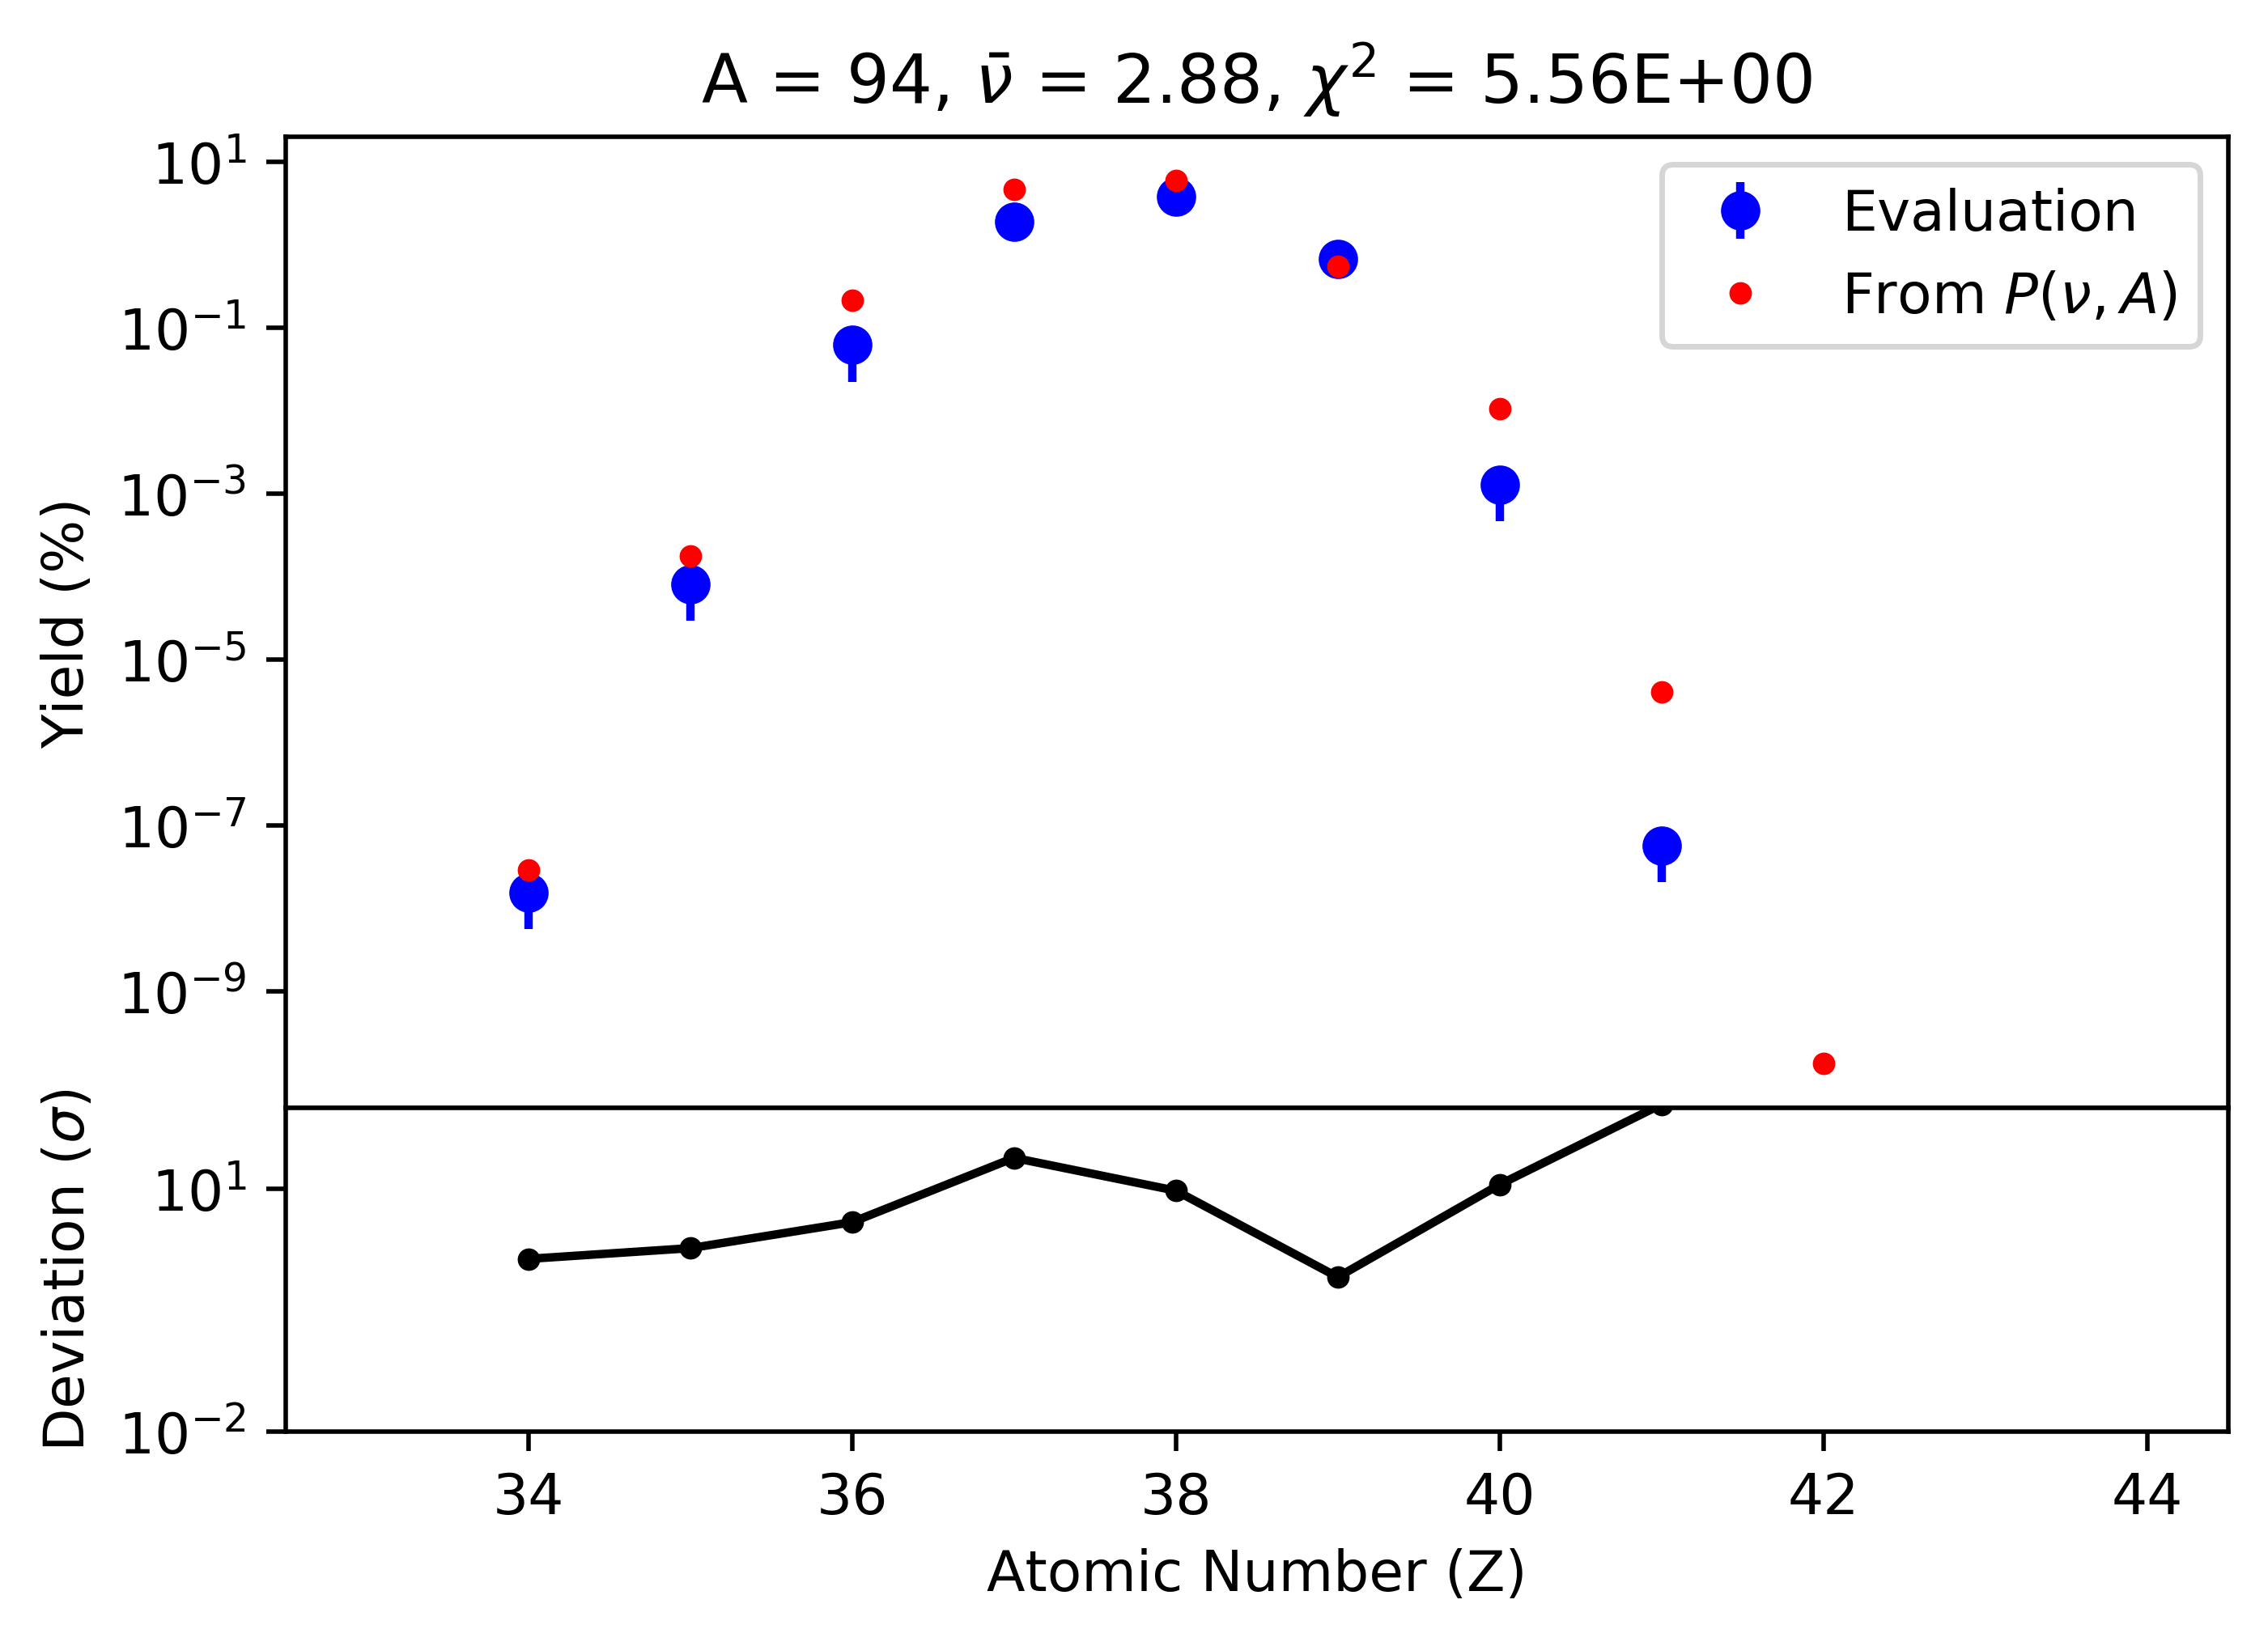 A = 94, ν̄ = 2.88, χ² = 5.56E+00
Evaluation
From P(ν, A)
Yield (%)
10¹
10⁻¹
10⁻³
10⁻⁵
10⁻⁷
10⁻⁹
Deviation (σ)
10¹
10⁻²
34 36 38 40 42 44
Atomic Number (Z)